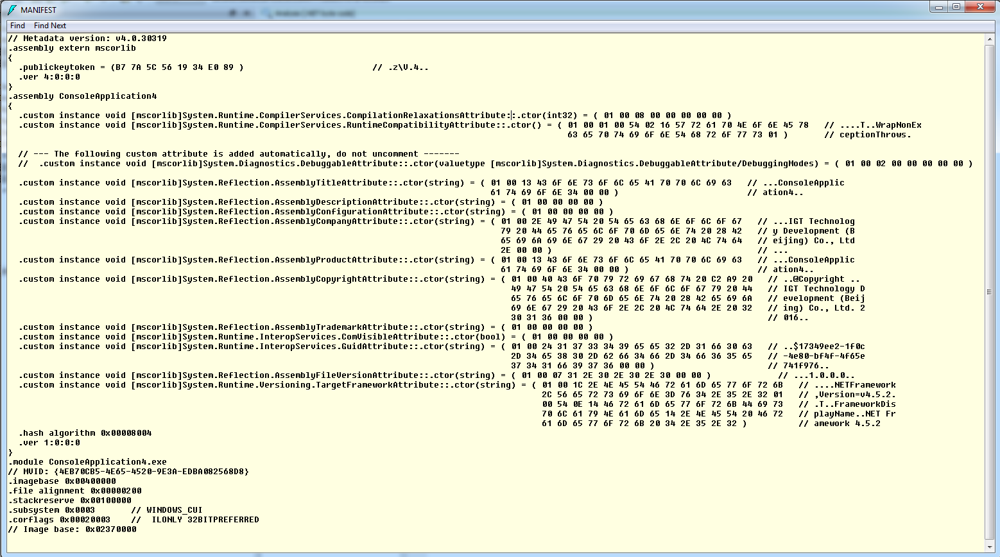 MANIFEST
Find Find Next
// Metadata version: v4.0.30319
.assembly extern mscorlib
{
  .publickeytoken = (B7 7A 5C 56 19 34 E0 89 )                         // .z\V.4..
  .ver 4:0:0:0
}
.assembly ConsoleApplication4
{
  .custom instance void [mscorlib]System.Runtime.CompilerServices.CompilationRelaxationsAttribute::.ctor(int32) = ( 01 00 08 00 00 00 00 00 )
  .custom instance void [mscorlib]System.Runtime.CompilerServices.RuntimeCompatibilityAttribute::.ctor() = ( 01 00 01 00 54 02 16 57 72 61 70 4E 6F 6E 45 78   // ....T..WrapNonEx
63 65 70 74 69 6F 6E 54 68 72 6F 77 73 01 )       // ceptionThrows.
  // --- The following custom attribute is added automatically, do not uncomment -------
  //  .custom instance void [mscorlib]System.Diagnostics.DebuggableAttribute::.ctor(valuetype [mscorlib]System.Diagnostics.DebuggableAttribute/DebuggingModes) = ( 01 00 02 00 00 00 00 00 )
  .custom instance void [mscorlib]System.Reflection.AssemblyTitleAttribute::.ctor(string) = ( 01 00 13 43 6F 6E 73 6F 6C 65 41 70 70 6C 69 63   // ...ConsoleApplic
61 74 69 6F 6E 34 00 00 )                         // ation4..
  .custom instance void [mscorlib]System.Reflection.AssemblyDescriptionAttribute::.ctor(string) = ( 01 00 00 00 00 )
  .custom instance void [mscorlib]System.Reflection.AssemblyConfigurationAttribute::.ctor(string) = ( 01 00 00 00 00 )
  .custom instance void [mscorlib]System.Reflection.AssemblyCompanyAttribute::.ctor(string) = ( 01 00 2E 49 47 54 20 54 65 63 68 6E 6F 6C 6F 67   // ...IGT Technolog
79 20 44 65 76 65 6C 6F 70 6D 65 6E 74 20 28 42   // y Development (B
65 69 6A 69 6E 67 29 20 43 6F 2E 2C 20 4C 74 64   // eijing) Co., Ltd
2E 00 00 )                                        // ...
  .custom instance void [mscorlib]System.Reflection.AssemblyProductAttribute::.ctor(string) = ( 01 00 13 43 6F 6E 73 6F 6C 65 41 70 70 6C 69 63   // ...ConsoleApplic
61 74 69 6F 6E 34 00 00 )                         // ation4..
  .custom instance void [mscorlib]System.Reflection.AssemblyCopyrightAttribute::.ctor(string) = ( 01 00 40 43 6F 70 79 72 69 67 68 74 20 C2 A9 20   // ..@Copyright ..
49 47 54 20 54 65 63 68 6E 6F 6C 6F 67 79 20 44   // IGT Technology D
65 76 65 6C 6F 70 6D 65 6E 74 20 28 42 65 69 6A   // evelopment (Beij
69 6E 67 29 20 43 6F 2E 2C 20 4C 74 64 2E 20 32   // ing) Co., Ltd. 2
30 31 36 00 00 )                                  // 016..
  .custom instance void [mscorlib]System.Reflection.AssemblyTrademarkAttribute::.ctor(string) = ( 01 00 00 00 00 )
  .custom instance void [mscorlib]System.Runtime.InteropServices.ComVisibleAttribute::.ctor(bool) = ( 01 00 00 00 00 )
  .custom instance void [mscorlib]System.Runtime.InteropServices.GuidAttribute::.ctor(string) = ( 01 00 24 31 37 33 34 39 65 65 32 2D 31 66 30 63   // ..$17349ee2-1f0c
2D 34 65 38 30 2D 62 66 34 66 2D 34 66 36 35 65   // -4e80-bf4f-4f65e
37 34 31 66 39 37 36 00 00 )                      // 741f976..
  .custom instance void [mscorlib]System.Reflection.AssemblyFileVersionAttribute::.ctor(string) = ( 01 00 07 31 2E 30 2E 30 2E 30 00 00 )             // ...1.0.0.0..
  .custom instance void [mscorlib]System.Runtime.Versioning.TargetFrameworkAttribute::.ctor(string) = ( 01 00 1C 2E 4E 45 54 46 72 61 6D 65 77 6F 72 6B   // ....NETFramework
2C 56 65 72 73 69 6F 6E 3D 76 34 2E 35 2E 32 01   // ,Version=v4.5.2.
00 54 0E 14 46 72 61 6D 65 77 6F 72 6B 44 69 73   // .T..FrameworkDis
70 6C 61 79 4E 61 6D 65 14 2E 4E 45 54 20 46 72   // playName..NET Fr
61 6D 65 77 6F 72 6B 20 34 2E 35 2E 32 )          // amework 4.5.2
  .hash algorithm 0x00008004
  .ver 1:0:0:0
}
.module ConsoleApplication4.exe
// MVID: {4EB70CB5-4E65-4520-9E3A-EDBA082568D8}
.imagebase 0x00400000
.file alignment 0x00000200
.stackreserve 0x00100000
.subsystem 0x0003       // WINDOWS_CUI
.corflags 0x00020003    //  ILONLY 32BITPREFERRED
// Image base: 0x02370000